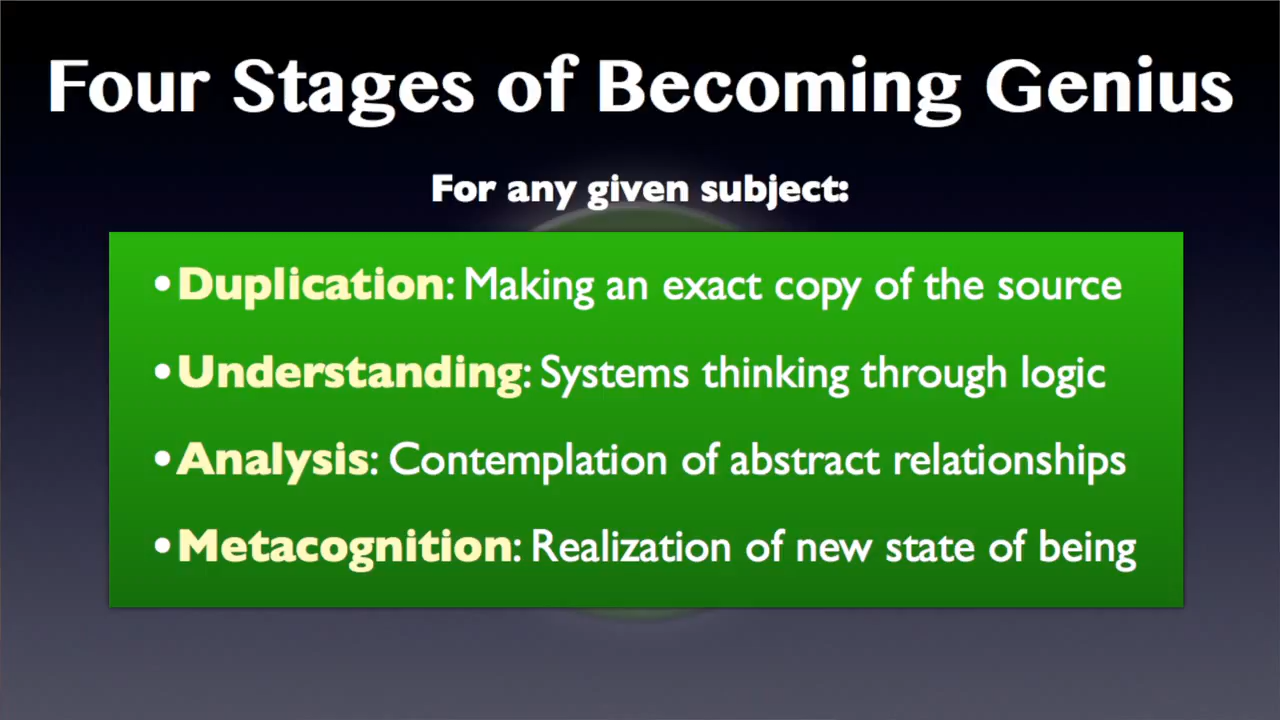 Four Stages of Becoming Genius
For any given subject:
•Duplication: Making an exact copy of the source
•Understanding: Systems thinking through logic
•Analysis: Contemplation of abstract relationships
•Metacognition: Realization of new state of being